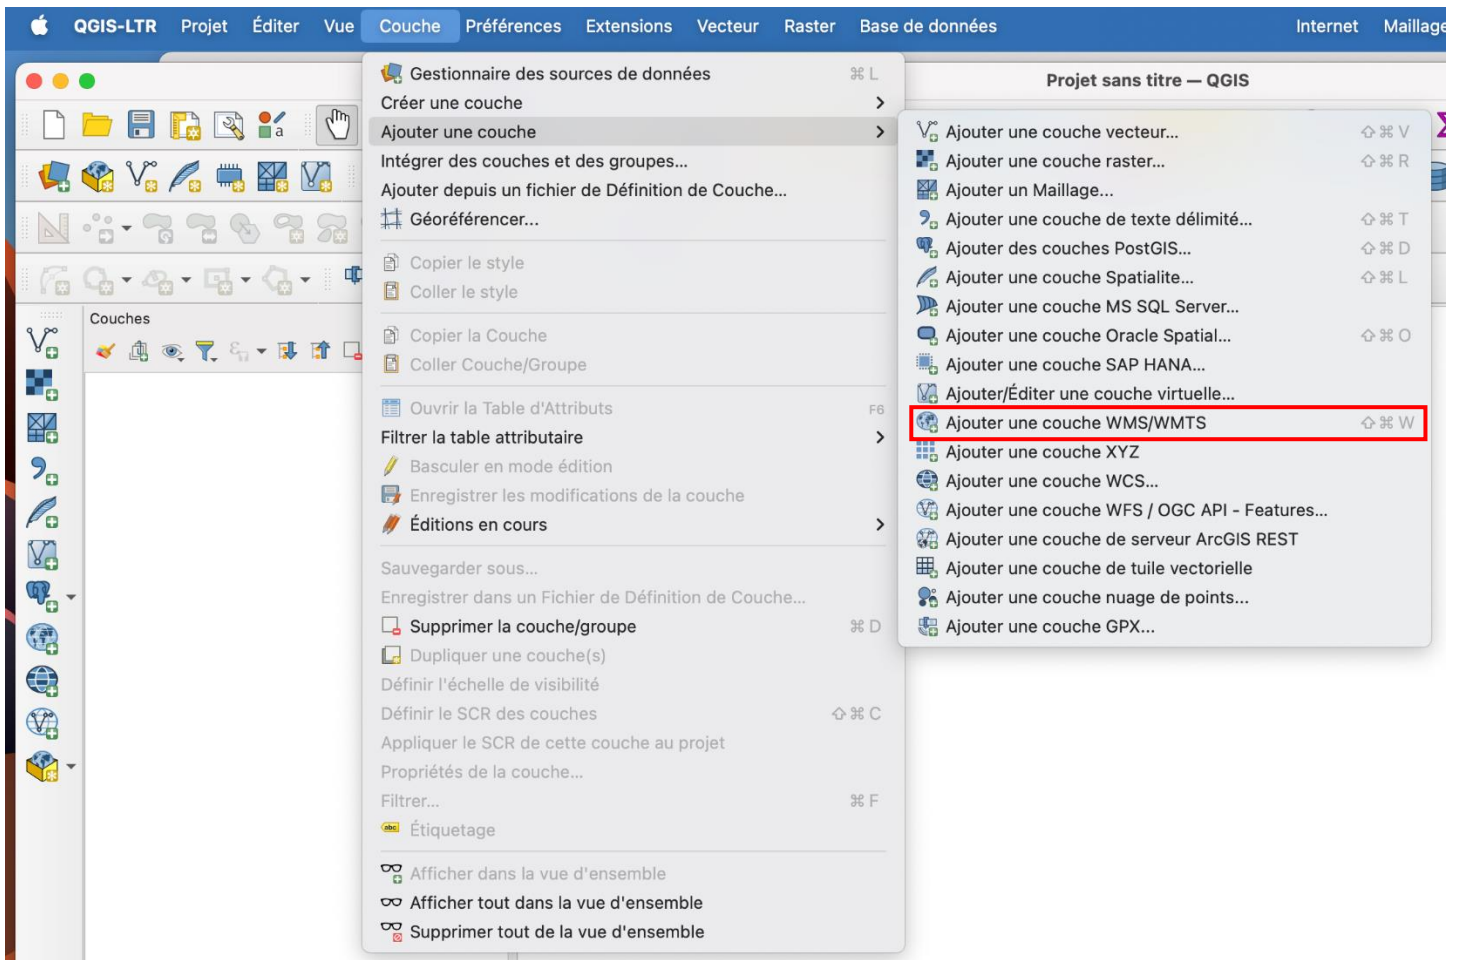 QGIS-LTR Projet Éditer Vue Couche Préférences Extensions Vecteur Raster Base de données Internet Maillage
Projet sans titre — QGIS
Couches
Gestionnaire des sources de données ⌘ L
Créer une couche >
Ajouter une couche >
Intégrer des couches et des groupes...
Ajouter depuis un fichier de Définition de Couche...
Géoréférencer...
Copier le style
Coller le style
Copier la Couche
Coller Couche/Groupe
Ouvrir la Table d'Attributs F6
Filtrer la table attributaire >
Basculer en mode édition
Enregistrer les modifications de la couche
Éditions en cours >
Sauvegarder sous...
Enregistrer dans un Fichier de Définition de Couche...
Supprimer la couche/groupe ⌘ D
Dupliquer une couche(s)
Définir l'échelle de visibilité
Définir le SCR des couches ⇧ ⌘ C
Appliquer le SCR de cette couche au projet
Propriétés de la couche...
Filtrer... ⌘ F
abc Étiquetage
Afficher dans la vue d'ensemble
Afficher tout dans la vue d'ensemble
Supprimer tout de la vue d'ensemble
Ajouter une couche vecteur... ⇧ ⌘ V
Ajouter une couche raster... ⇧ ⌘ R
Ajouter un Maillage...
Ajouter une couche de texte délimité... ⇧ ⌘ T
Ajouter des couches PostGIS... ⇧ ⌘ D
Ajouter une couche Spatialite... ⇧ ⌘ L
Ajouter une couche MS SQL Server...
Ajouter une couche Oracle Spatial... ⇧ ⌘ O
Ajouter une couche SAP HANA...
Ajouter/Éditer une couche virtuelle...
Ajouter une couche WMS/WMTS ⇧ ⌘ W
Ajouter une couche XYZ
Ajouter une couche WCS...
Ajouter une couche WFS / OGC API - Features...
Ajouter une couche de serveur ArcGIS REST
Ajouter une couche de tuile vectorielle
Ajouter une couche nuage de points...
Ajouter une couche GPX...